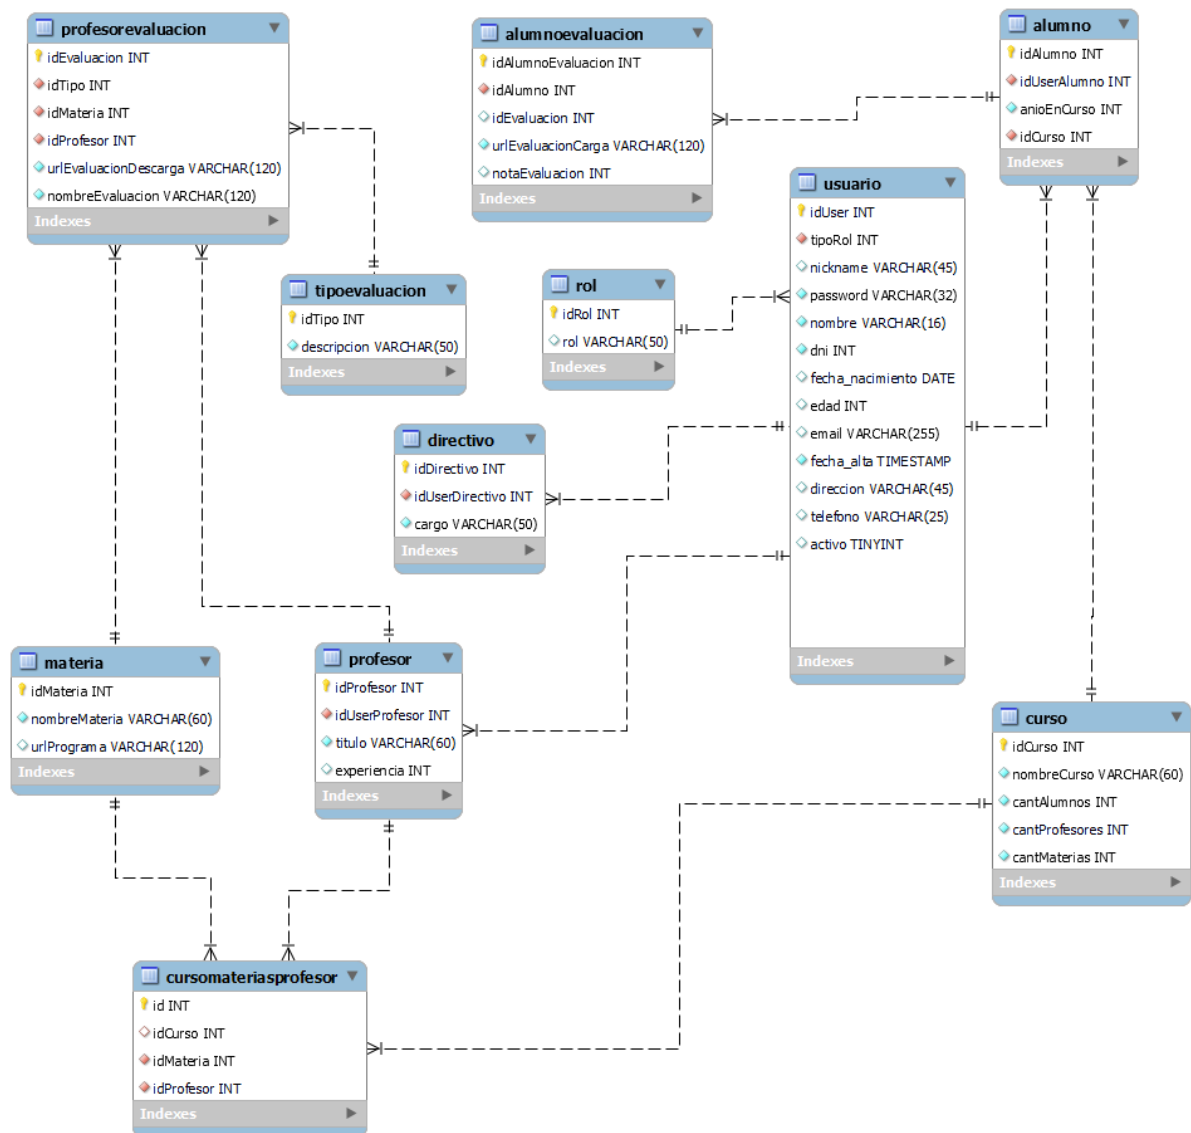 profesorevaluacion
idEvaluacion INT
idTipo INT
idMateria INT
idProfesor INT
urlEvaluacionDescarga VARCHAR(120)
nombreEvaluacion VARCHAR(120)
Indexes
alumnoevaluacion
idAlumnoEvaluacion INT
idAlumno INT
idEvaluacion INT
urlEvaluacionCarga VARCHAR(120)
notaEvaluacion INT
Indexes
alumno
idAlumno INT
idUserAlumno INT
anioEnCurso INT
idCurso INT
Indexes
usuario
idUser INT
tipoRol INT
nickname VARCHAR(45)
password VARCHAR(32)
nombre VARCHAR(16)
dni INT
fecha_nacimiento DATE
edad INT
email VARCHAR(255)
fecha_alta TIMESTAMP
direccion VARCHAR(45)
telefono VARCHAR(25)
activo TINYINT
Indexes
tipoevaluacion
idTipo INT
descripcion VARCHAR(50)
Indexes
rol
idRol INT
rol VARCHAR(50)
Indexes
directivo
idDirectivo INT
idUserDirectivo INT
cargo VARCHAR(50)
Indexes
materia
idMateria INT
nombreMateria VARCHAR(60)
urlPrograma VARCHAR(120)
Indexes
profesor
idProfesor INT
idUserProfesor INT
titulo VARCHAR(60)
experiencia INT
Indexes
curso
idCurso INT
nombreCurso VARCHAR(60)
cantAlumnos INT
cantProfesores INT
cantMaterias INT
Indexes
cursomateriasprofesor
id INT
idCurso INT
idMateria INT
idProfesor INT
Indexes